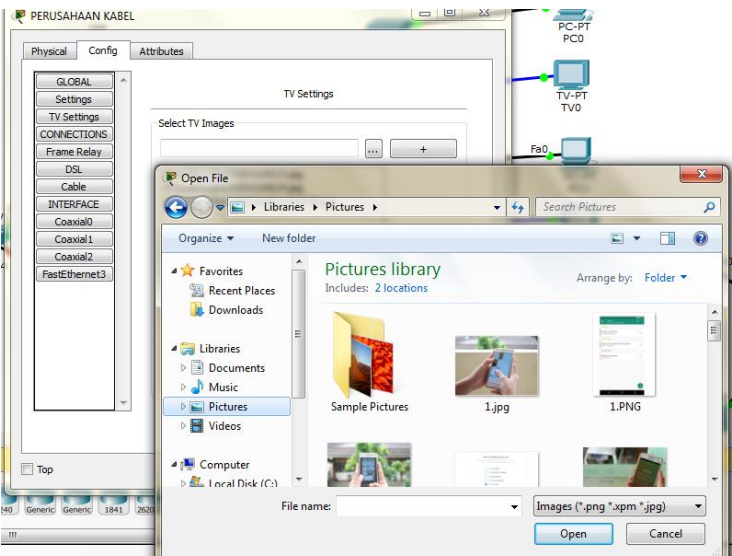 PERUSAHAAN KABEL
Physical Config Attributes
GLOBAL
Settings
TV Settings
CONNECTIONS
Frame Relay
DSL
Cable
INTERFACE
Coaxial0
Coaxial1
Coaxial2
FastEthernet3
TV Settings
Select TV Images
... +
Top
PC-PT
PC0
TV-PT
TV0
Fa0
Open File
Libraries Pictures
Search Pictures
Organize New folder
Favorites
Recent Places
Downloads
Libraries
Documents
Music
Pictures
Videos
Computer
Local Disk (C:)
Pictures library
Includes: 2 locations
Arrange by: Folder
Sample Pictures
1.jpg
1.PNG
File name:
Images (*.png *.xpm *.jpg)
Open Cancel
240 Generic Generic 1841 2620